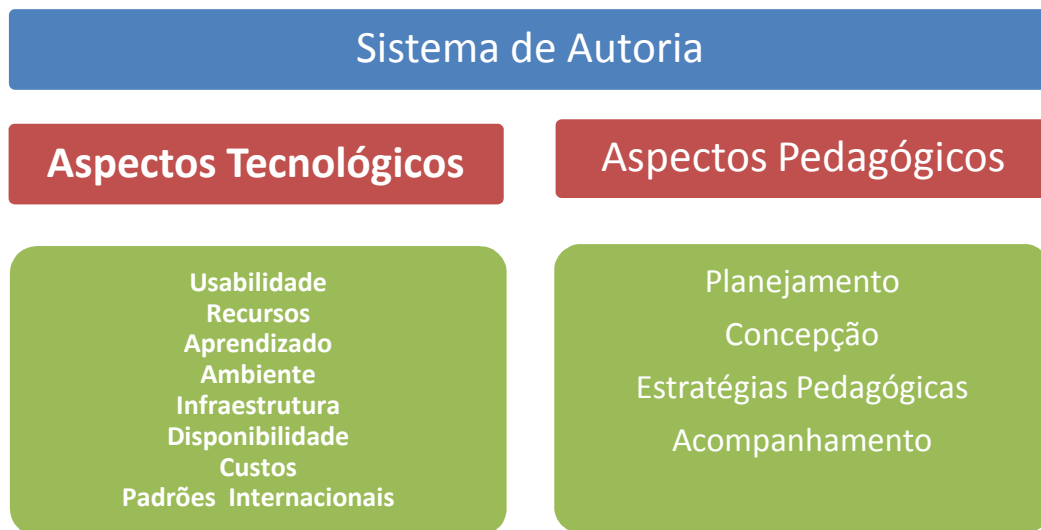 Sistema de Autoria
Aspectos Tecnológicos
Usabilidade
Recursos
Aprendizado
Ambiente
Infraestrutura
Disponibilidade
Custos
Padrões Internacionais
Aspectos Pedagógicos
Planejamento
Concepção
Estratégias Pedagógicas
Acompanhamento